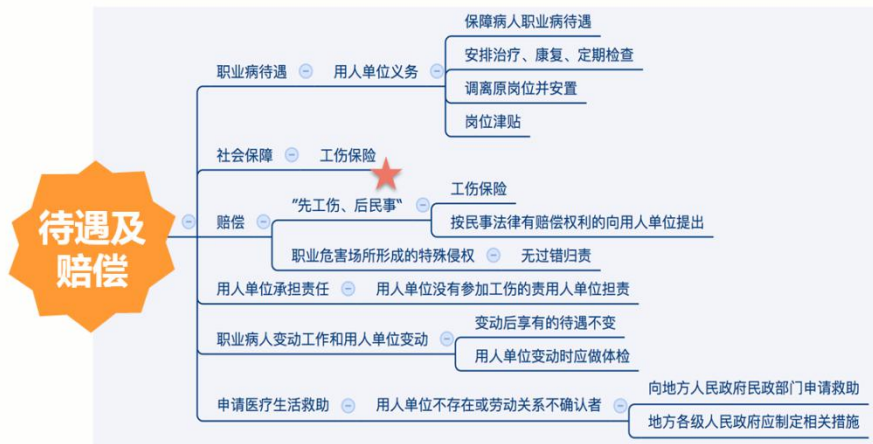 待遇及
赔偿
职业病待遇
用人单位义务
保障病人职业病待遇
安排治疗、康复、定期检查
调离原岗位并安置
岗位津贴
社会保障
工伤保险
赔偿
"先工伤、后民事"
工伤保险
按民事法律有赔偿权利的向用人单位提出
职业危害场所形成的特殊侵权
无过错归责
用人单位承担责任
用人单位没有参加工伤的责用人单位担责
职业病人变动工作和用人单位变动
变动后享有的待遇不变
用人单位变动时应做体检
申请医疗生活救助
用人单位不存在或劳动关系不确认者
向地方人民政府民政部门申请救助
地方各级人民政府应制定相关措施